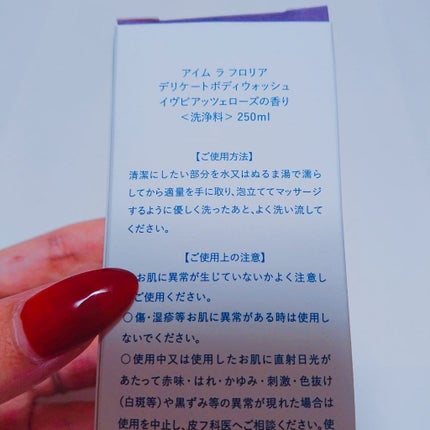 アイム ラ フロリア
デリケートボディウォッシュ
イヴピアッツェローズの香り
＜洗浄料＞ 250ml
【ご使用方法】
清潔にしたい部分を水又はぬるま湯で濡ら
してから適量を手に取り、泡立ててマッサージ
するように優しく洗ったあと、よく洗い流して
ください。
【ご使用上の注意】
お肌に異常が生じていないかよく注意し
ご使用ください。
○傷・湿疹等お肌に異常がある時は使用し
ないでください。
○使用中又は使用したお肌に直射日光が
あたって赤味・はれ・かゆみ・刺激・色抜け
(白斑等)や黒ずみ等の異常が現れた場合は
使用を中止し、皮フ科医へご相談ください。使